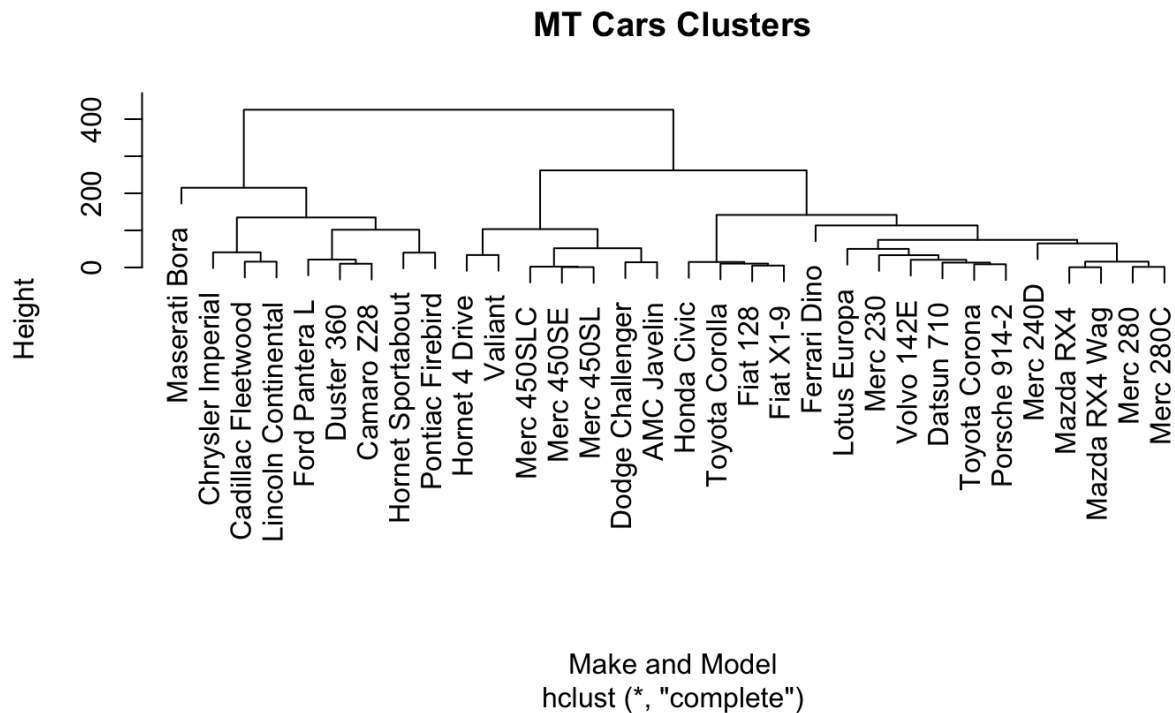 MT Cars Clusters
Height
400
200
0
Maserati Bora
Chrysler Imperial
Cadillac Fleetwood
Lincoln Continental
Ford Pantera L
Duster 360
Camaro Z28
Hornet Sportabout
Pontiac Firebird
Hornet 4 Drive
Valiant
Merc 450SLC
Merc 450SE
Merc 450SL
Dodge Challenger
AMC Javelin
Honda Civic
Toyota Corolla
Fiat 128
Fiat X1-9
Ferrari Dino
Lotus Europa
Merc 230
Volvo 142E
Datsun 710
Toyota Corona
Porsche 914-2
Merc 240D
Mazda RX4
Mazda RX4 Wag
Merc 280
Merc 280C
Make and Model
hclust (*, "complete")